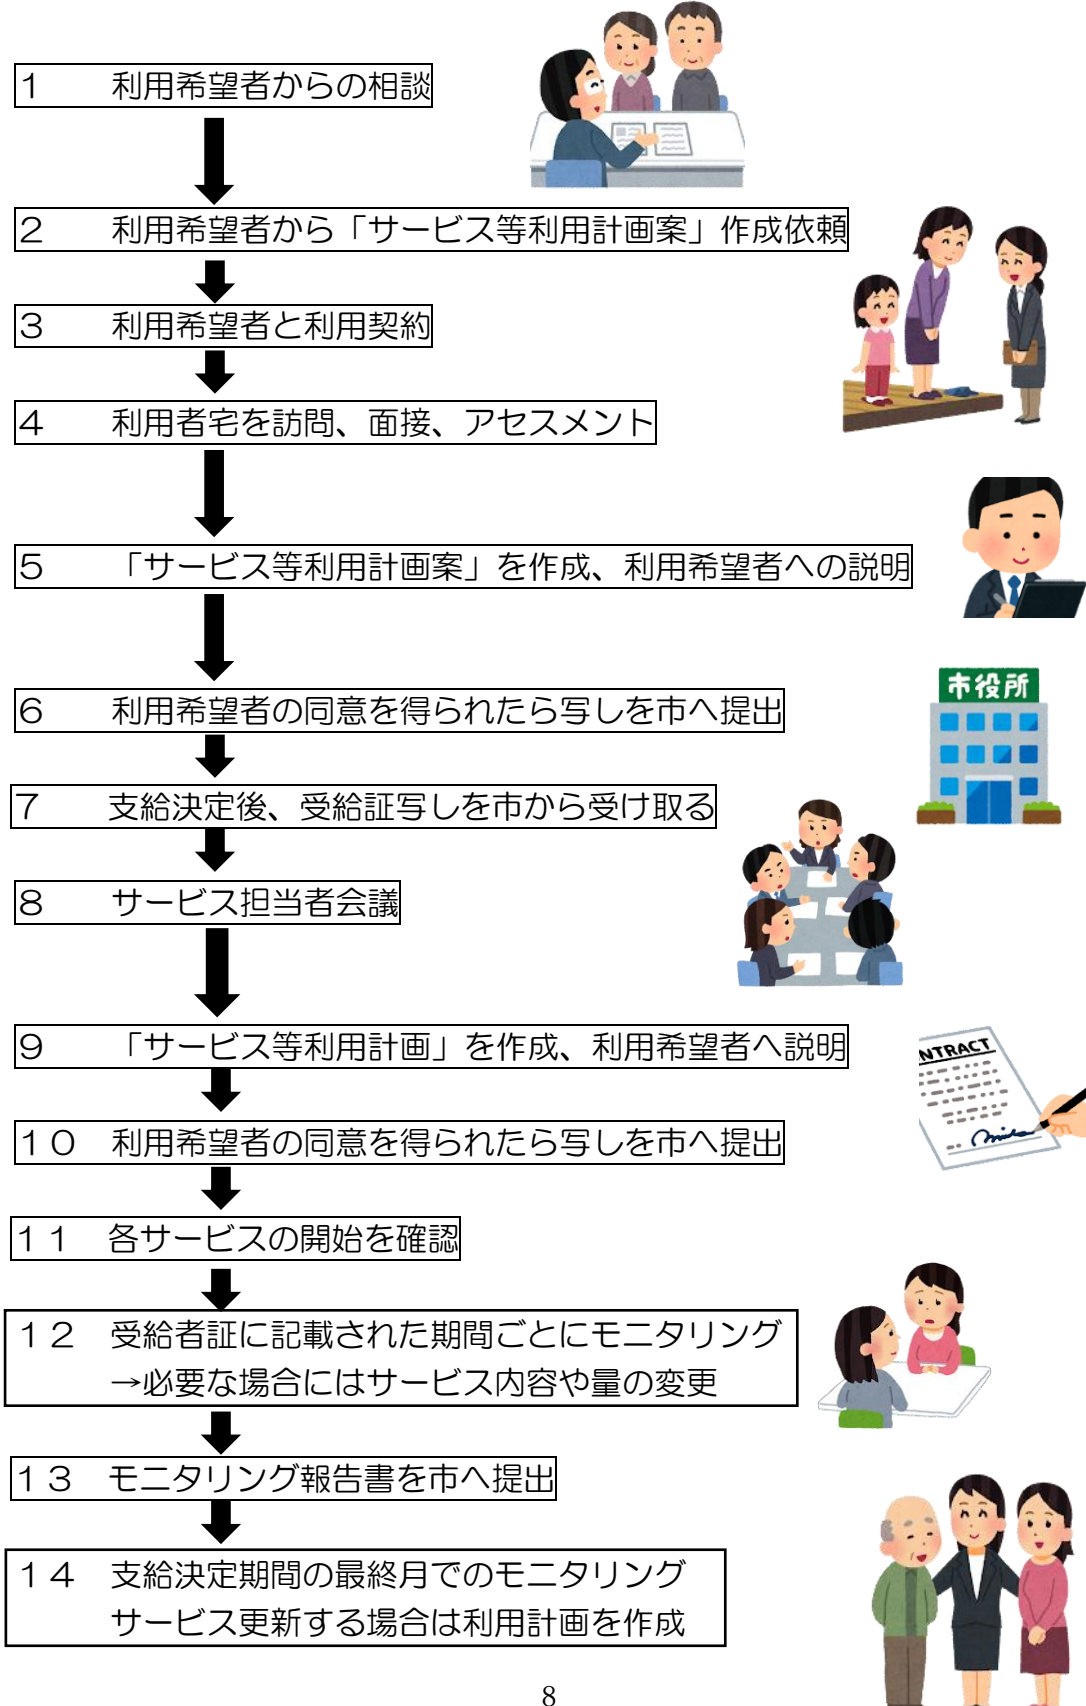 １　利用希望者からの相談
２　利用希望者から「サービス等利用計画案」作成依頼
３　利用希望者と利用契約
４　利用者宅を訪問、面接、アセスメント
５　「サービス等利用計画案」を作成、利用希望者への説明
市役所
６　利用希望者の同意を得られたら写しを市へ提出
７　支給決定後、受給証写しを市から受け取る
８　サービス担当者会議
９　「サービス等利用計画」を作成、利用希望者へ説明
NTRACT
１０　利用希望者の同意を得られたら写しを市へ提出
１１　各サービスの開始を確認
１２　受給者証に記載された期間ごとにモニタリング
→必要な場合にはサービス内容や量の変更
１３　モニタリング報告書を市へ提出
１４　支給決定期間の最終月でのモニタリング
サービス更新する場合は利用計画を作成
8